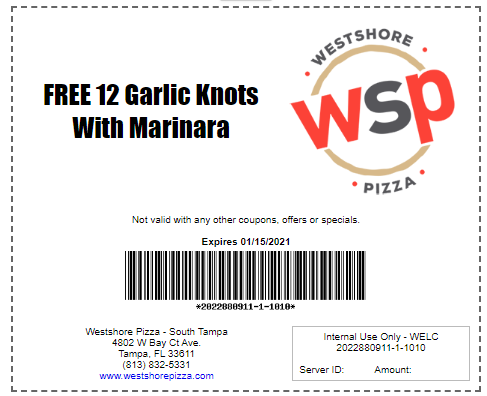 FREE 12 Garlic Knots
With Marinara
WESTSHORE
wsp
PIZZA
Not valid with any other coupons, offers or specials.
Expires 01/15/2021
*2022880911-1-1010*
Westshore Pizza - South Tampa
4802 W Bay Ct Ave.
Tampa, FL 33611
(813) 832-5331
www.westshorepizza.com
Internal Use Only - WELC
2022880911-1-1010
Server ID: Amount: